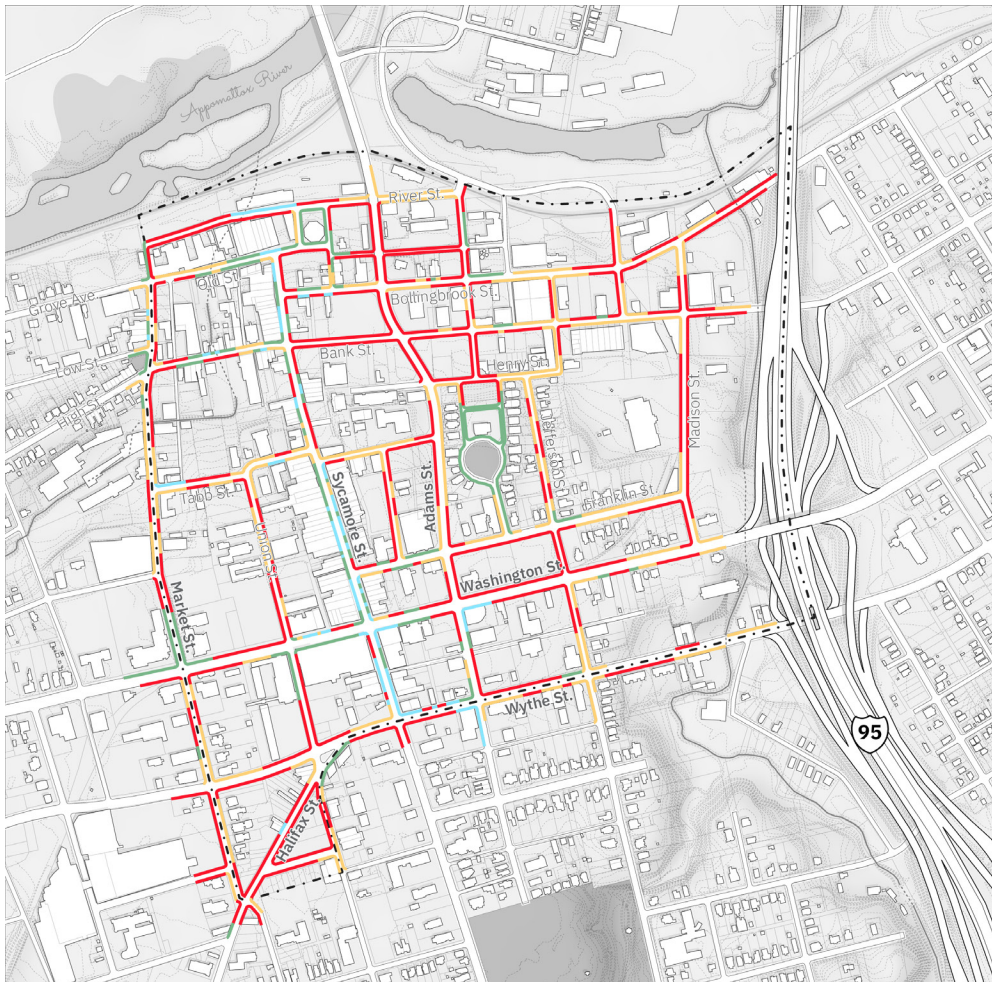 Appomattox River
River St.
Old St.
Grove Ave.
Bollingbrook St.
Bank St.
Low St.
Henry St.
High St.
Madison St.
Jefferson St.
Tabb St.
Sycamore St.
Adams St.
Franklin St.
Union St.
Washington St.
Market St.
Wythe St.
95
Halifax St.